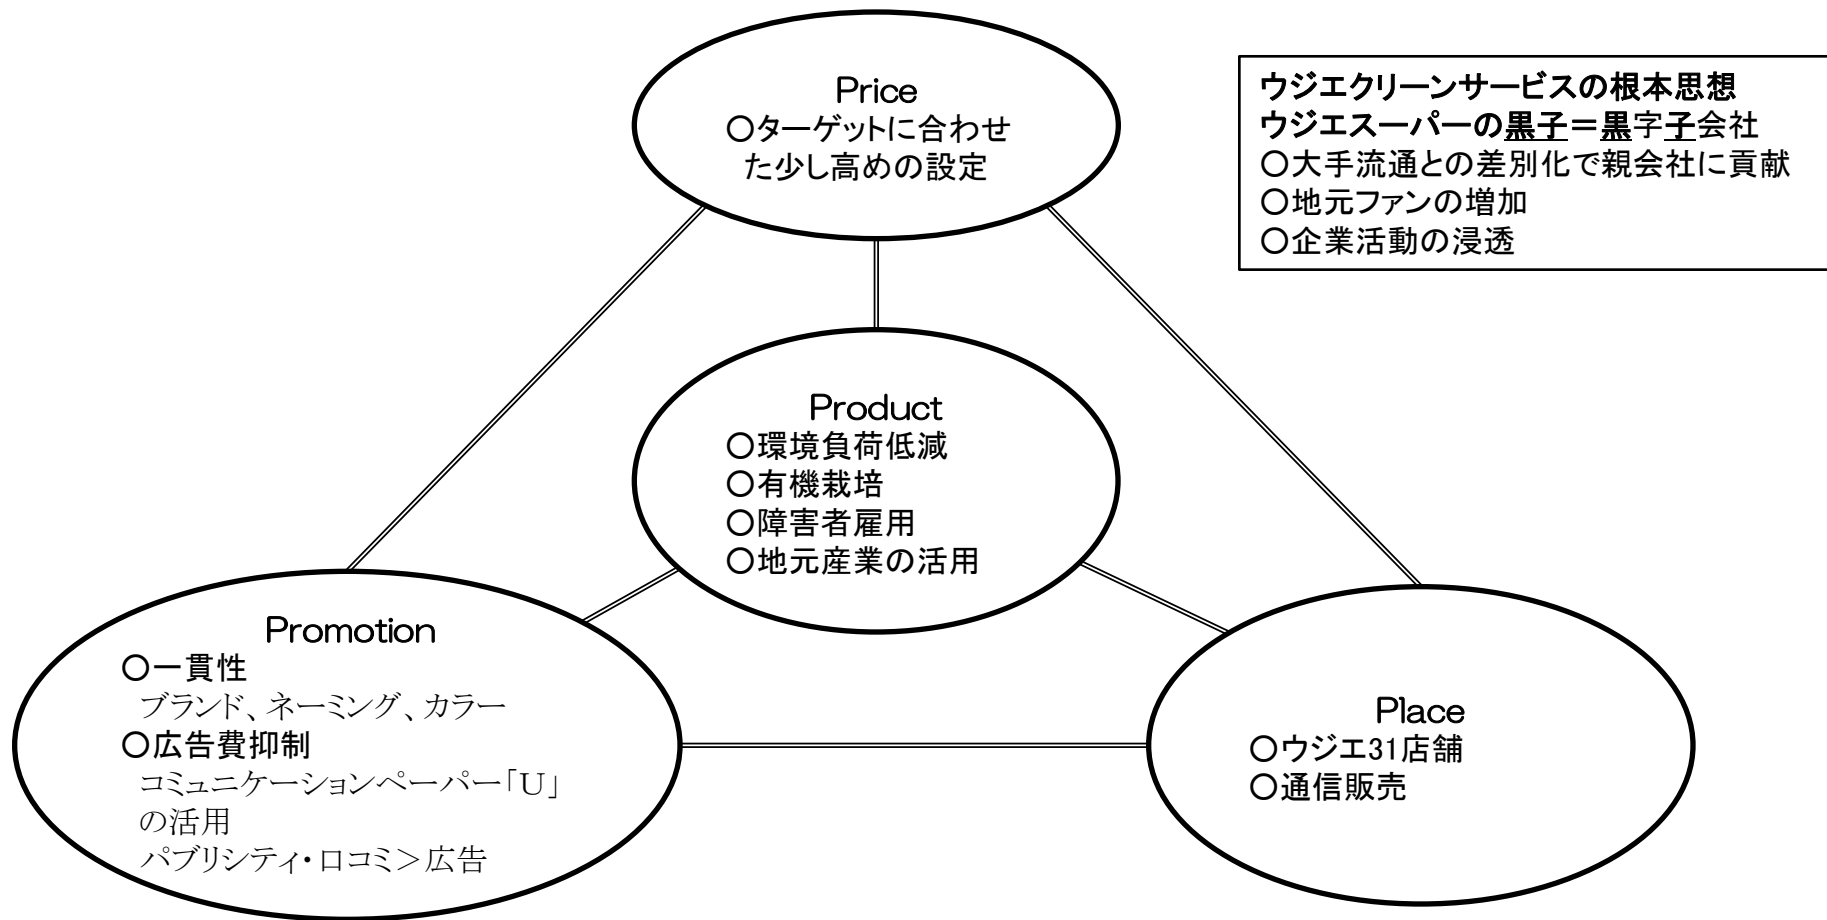 Price
○ターゲットに合わせ
た少し高めの設定
ウジエクリーンサービスの根本思想
ウジエスーパーの黒子=黒字子会社
○大手流通との差別化で親会社に貢献
○地元ファンの増加
○企業活動の浸透
Product
○環境負荷低減
○有機栽培
○障害者雇用
○地元産業の活用
Promotion
○一貫性
ブランド、ネーミング、カラー
○広告費抑制
コミュニケーションペーパー「U」
の活用
パブリシティ・口コミ>広告
Place
○ウジエ31店舗
○通信販売